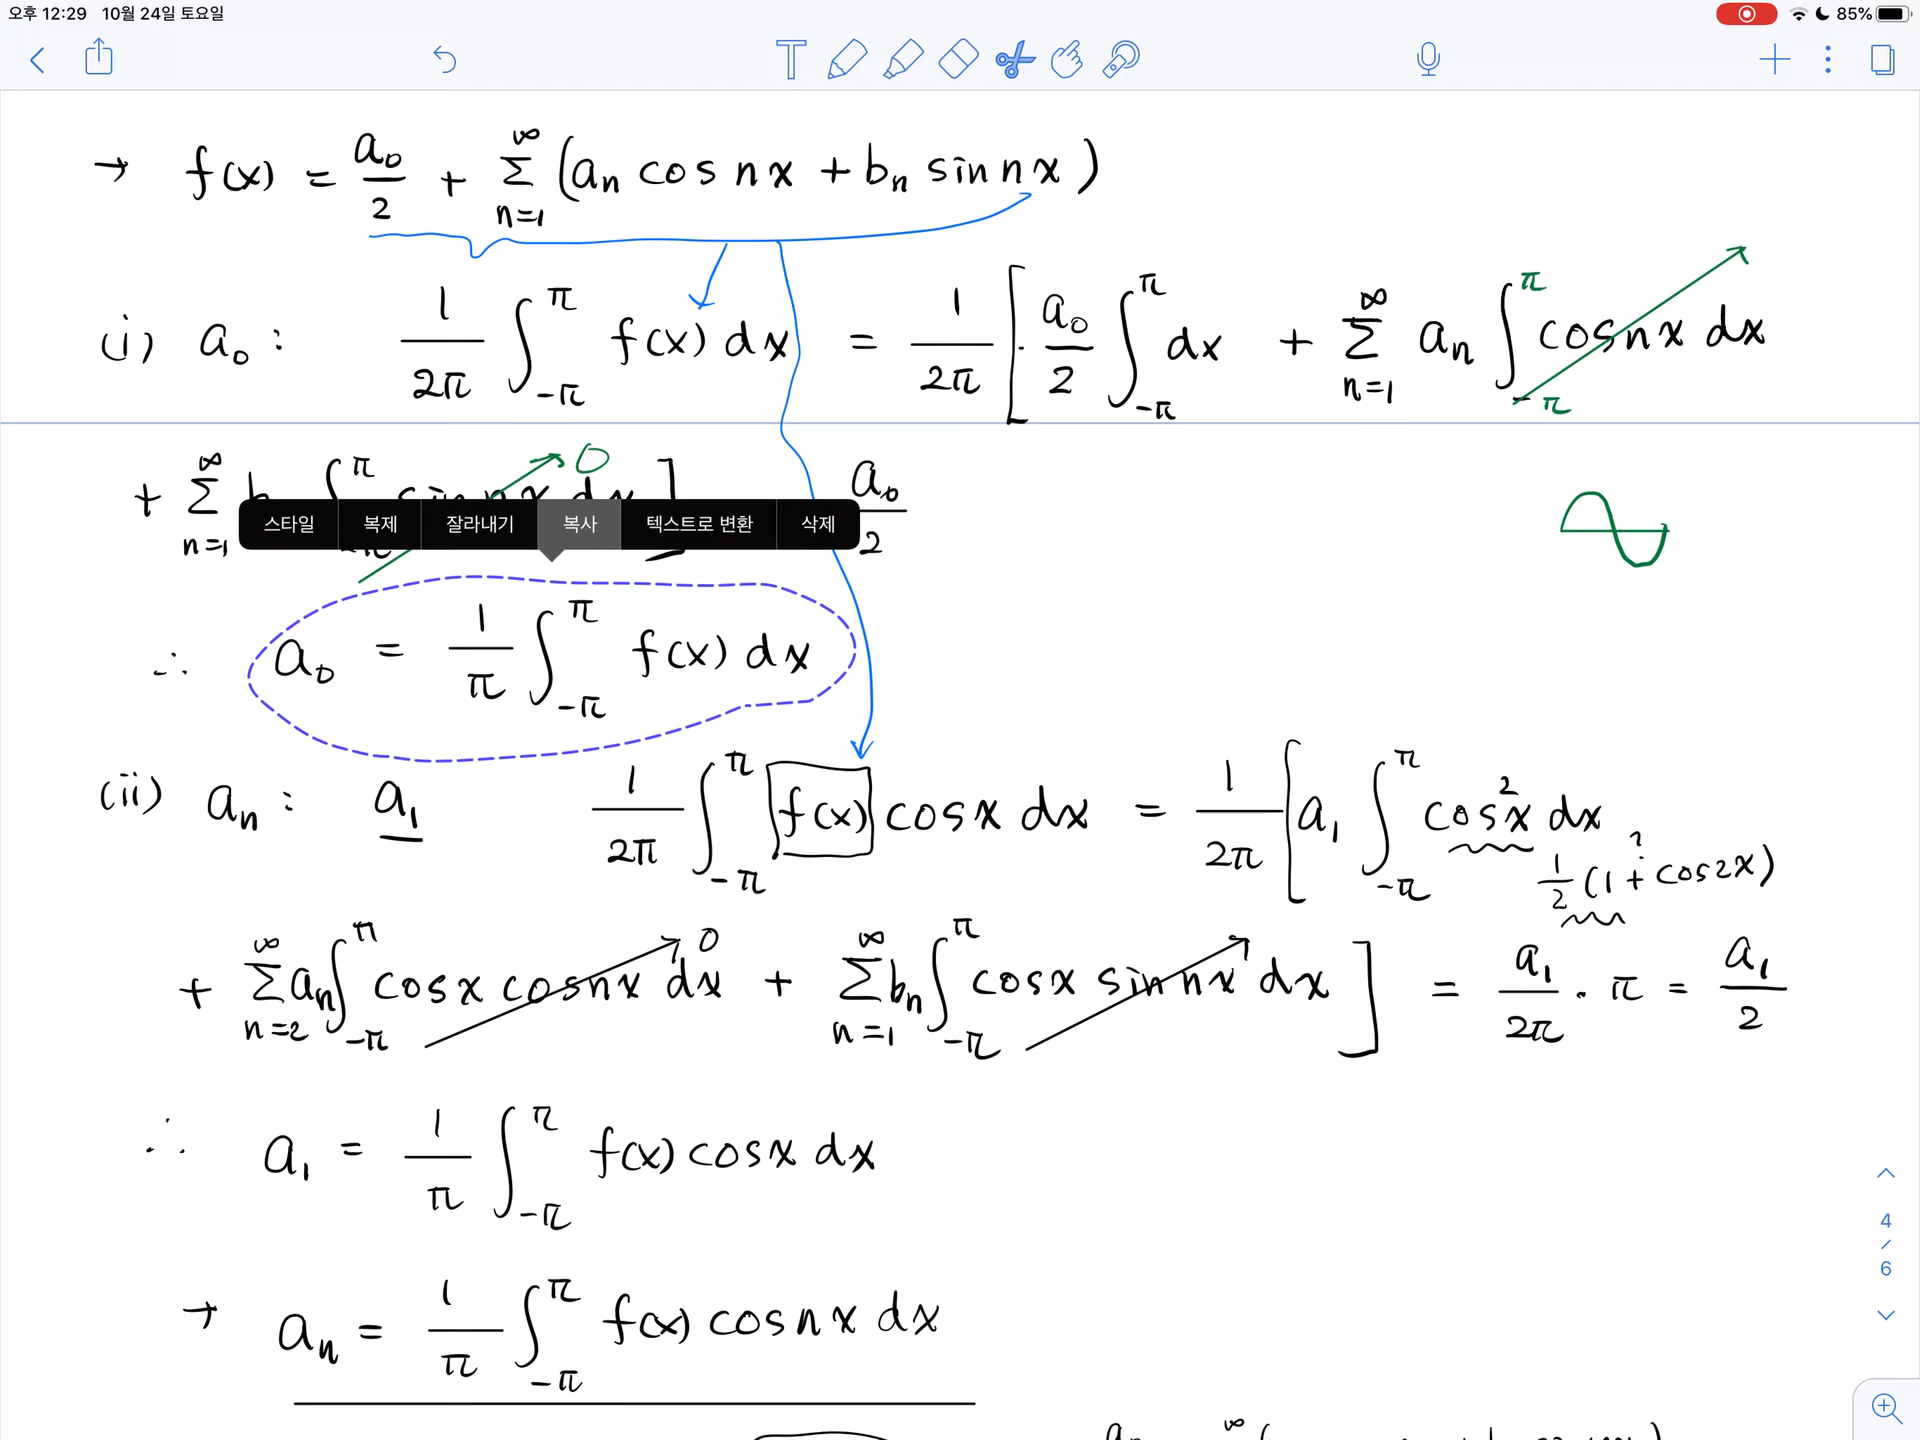 오후 12:29 10월 24일 토요일 85%
→ f(x) = a₀/2 + Σ_{n=1}^{∞} (aₙ cos nx + bₙ sin nx)
(i) a₀ : 1/2π ∫_{-π}^{π} f(x) dx = 1/2π [ · a₀/2 ∫_{-π}^{π} dx + Σ_{n=1}^{∞} aₙ ∫_{-π}^{π} cos nx dx
+ Σ_{n=1}^{∞} ∫^{π} sin nx dx ] 0 a₀/2
스타일 복제 잘라내기 복사 텍스트로 변환 삭제
∴ a₀ = 1/π ∫_{-π}^{π} f(x) dx
(ii) aₙ : a₁ 1/2π ∫_{-π}^{π} f(x) cos x dx = 1/2π [ a₁ ∫_{-π}^{π} cos²x dx
1/2 (1 + cos2x) ?
+ Σ_{n=2}^{∞} aₙ ∫_{-π}^{π} cos x cos nx dx 0 + Σ_{n=1}^{∞} bₙ ∫_{-π}^{π} cos x sin nx dx ] = a₁/2π · π = a₁/2
∴ a₁ = 1/π ∫_{-π}^{π} f(x) cos x dx
→ aₙ = 1/π ∫_{-π}^{π} f(x) cos nx dx
4 / 6